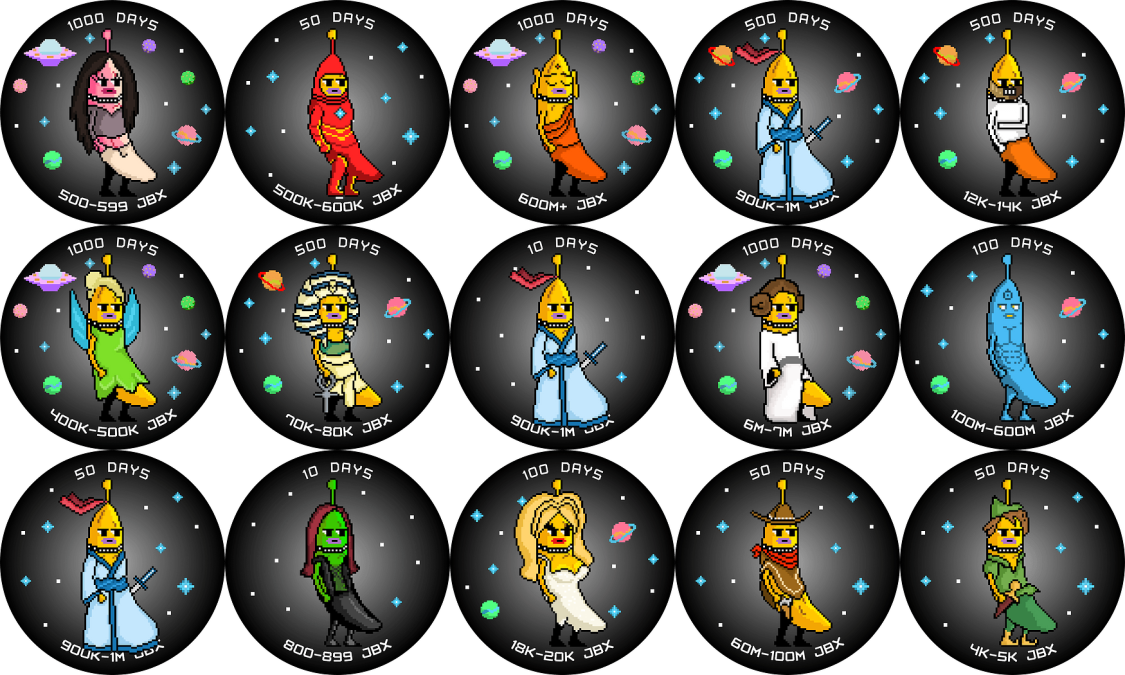 1000 DAYS
500-599 JBX
50 DAYS
500K-600K JBX
1000 DAYS
600M+ JBX
500 DAYS
900K-1M JBX
500 DAYS
12K-14K JBX
1000 DAYS
400K-500K JBX
500 DAYS
70K-80K JBX
10 DAYS
900K-1M JBX
1000 DAYS
6M-7M JBX
100 DAYS
100M-600M JBX
50 DAYS
900K-1M JBX
10 DAYS
800-899 JBX
100 DAYS
18K-20K JBX
50 DAYS
60M-100M JBX
50 DAYS
4K-5K JBX